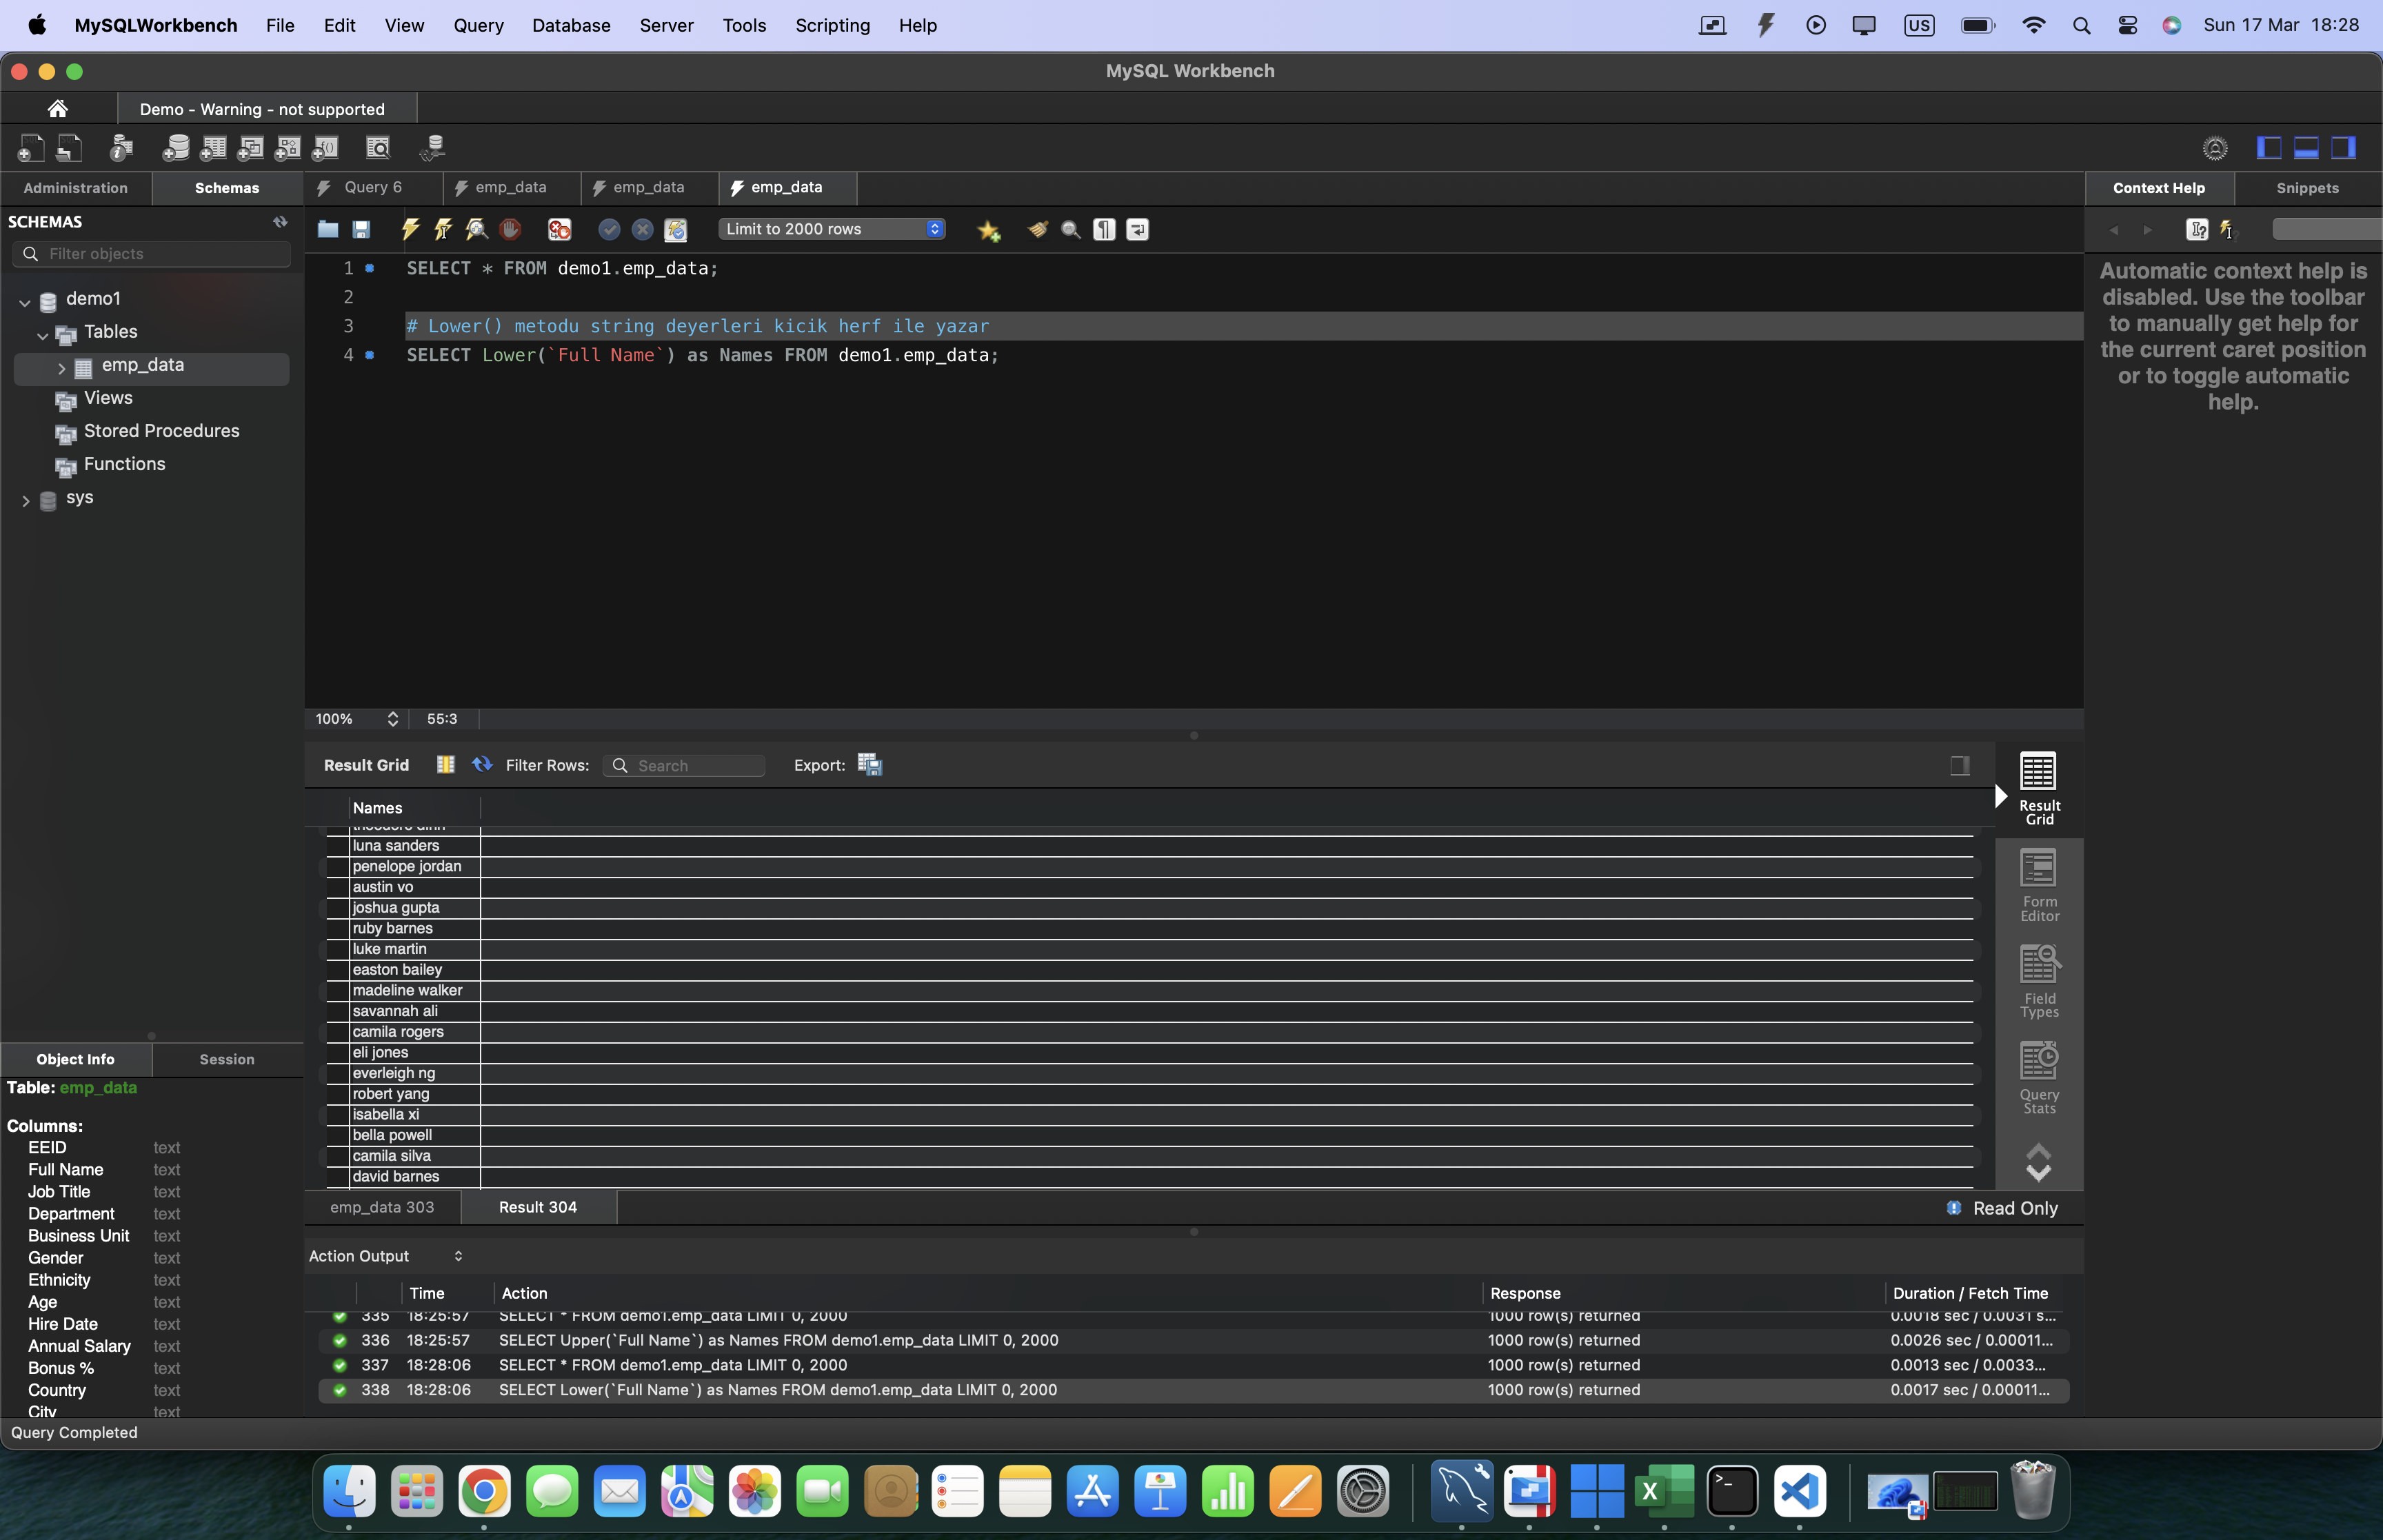 MySQLWorkbench File Edit View Query Database Server Tools Scripting Help US Sun 17 Mar 18:28
MySQL Workbench
Demo - Warning - not supported
Administration Schemas Query 6 emp_data emp_data emp_data Context Help Snippets
SCHEMAS
Limit to 2000 rows
Filter objects
1 SELECT * FROM demo1.emp_data;
2
3 # Lower() metodu string deyerleri kicik herf ile yazar
4 SELECT Lower(`Full Name`) as Names FROM demo1.emp_data;
demo1
Tables
emp_data
Views
Stored Procedures
Functions
sys
Automatic context help is
disabled. Use the toolbar
to manually get help for
the current caret position
or to toggle automatic
help.
100% 55:3
Result Grid Filter Rows: Search Export:
Names
theodore dinh
luna sanders
penelope jordan
austin vo
joshua gupta
ruby barnes
luke martin
easton bailey
madeline walker
savannah ali
camila rogers
eli jones
everleigh ng
robert yang
isabella xi
bella powell
camila silva
david barnes
Result
Grid
Form
Editor
Field
Types
Query
Stats
emp_data 303 Result 304 Read Only
Object Info Session
Table: emp_data
Columns:
EEID text
Full Name text
Job Title text
Department text
Business Unit text
Gender text
Ethnicity text
Age text
Hire Date text
Annual Salary text
Bonus % text
Country text
City text
Action Output
Time Action Response Duration / Fetch Time
335 18:25:57 SELECT * FROM demo1.emp_data LIMIT 0, 2000 1000 row(s) returned 0.0018 sec / 0.0031 s...
336 18:25:57 SELECT Upper(`Full Name`) as Names FROM demo1.emp_data LIMIT 0, 2000 1000 row(s) returned 0.0026 sec / 0.00011...
337 18:28:06 SELECT * FROM demo1.emp_data LIMIT 0, 2000 1000 row(s) returned 0.0013 sec / 0.0033...
338 18:28:06 SELECT Lower(`Full Name`) as Names FROM demo1.emp_data LIMIT 0, 2000 1000 row(s) returned 0.0017 sec / 0.00011...
Query Completed